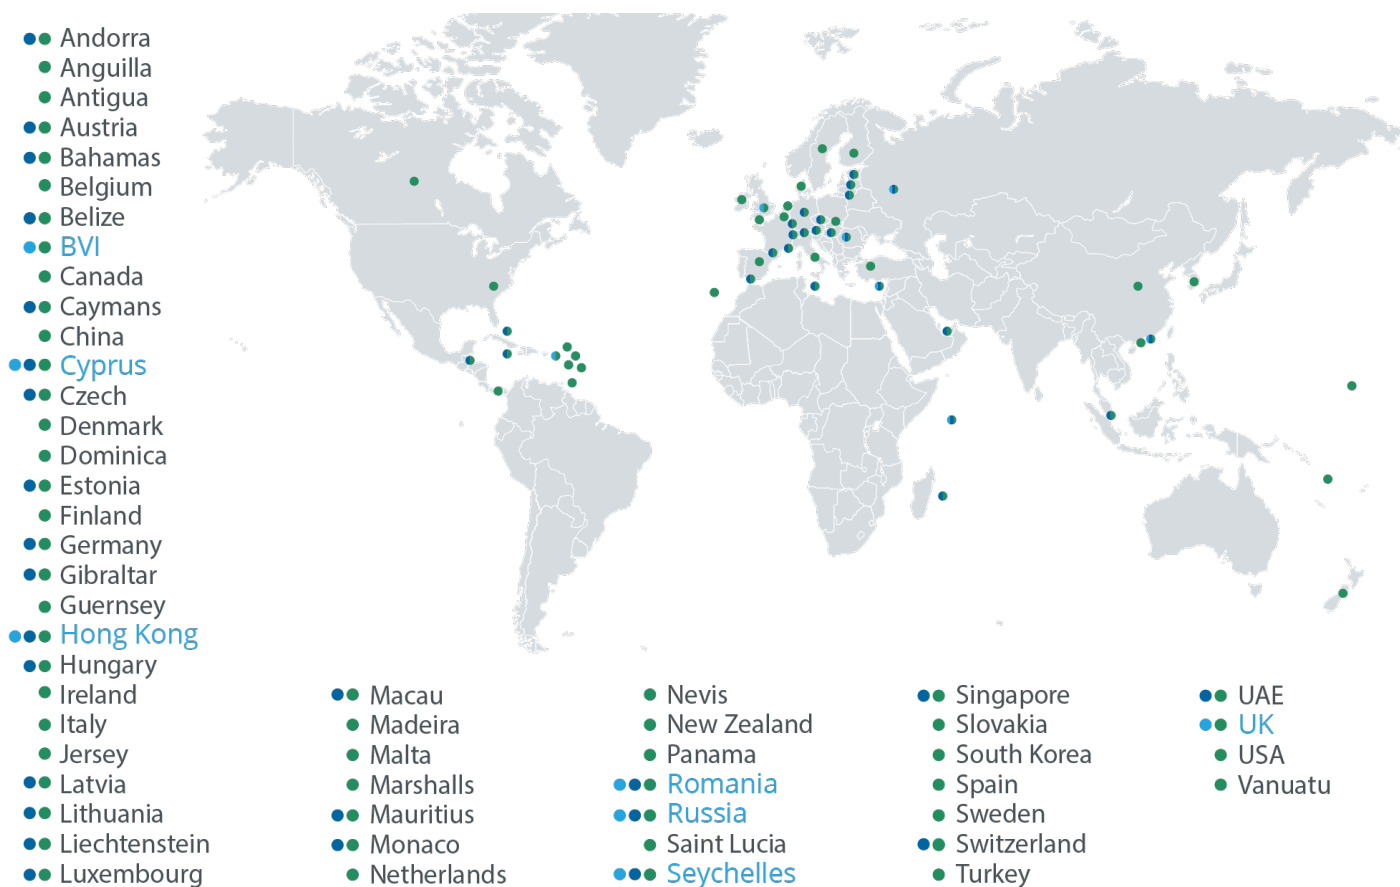 Andorra
Anguilla
Antigua
Austria
Bahamas
Belgium
Belize
BVI
Canada
Caymans
China
Cyprus
Czech
Denmark
Dominica
Estonia
Finland
Germany
Gibraltar
Guernsey
Hong Kong
Hungary
Ireland
Italy
Jersey
Latvia
Lithuania
Liechtenstein
Luxembourg
Macau
Madeira
Malta
Marshalls
Mauritius
Monaco
Netherlands
Nevis
New Zealand
Panama
Romania
Russia
Saint Lucia
Seychelles
Singapore
Slovakia
South Korea
Spain
Sweden
Switzerland
Turkey
UAE
UK
USA
Vanuatu